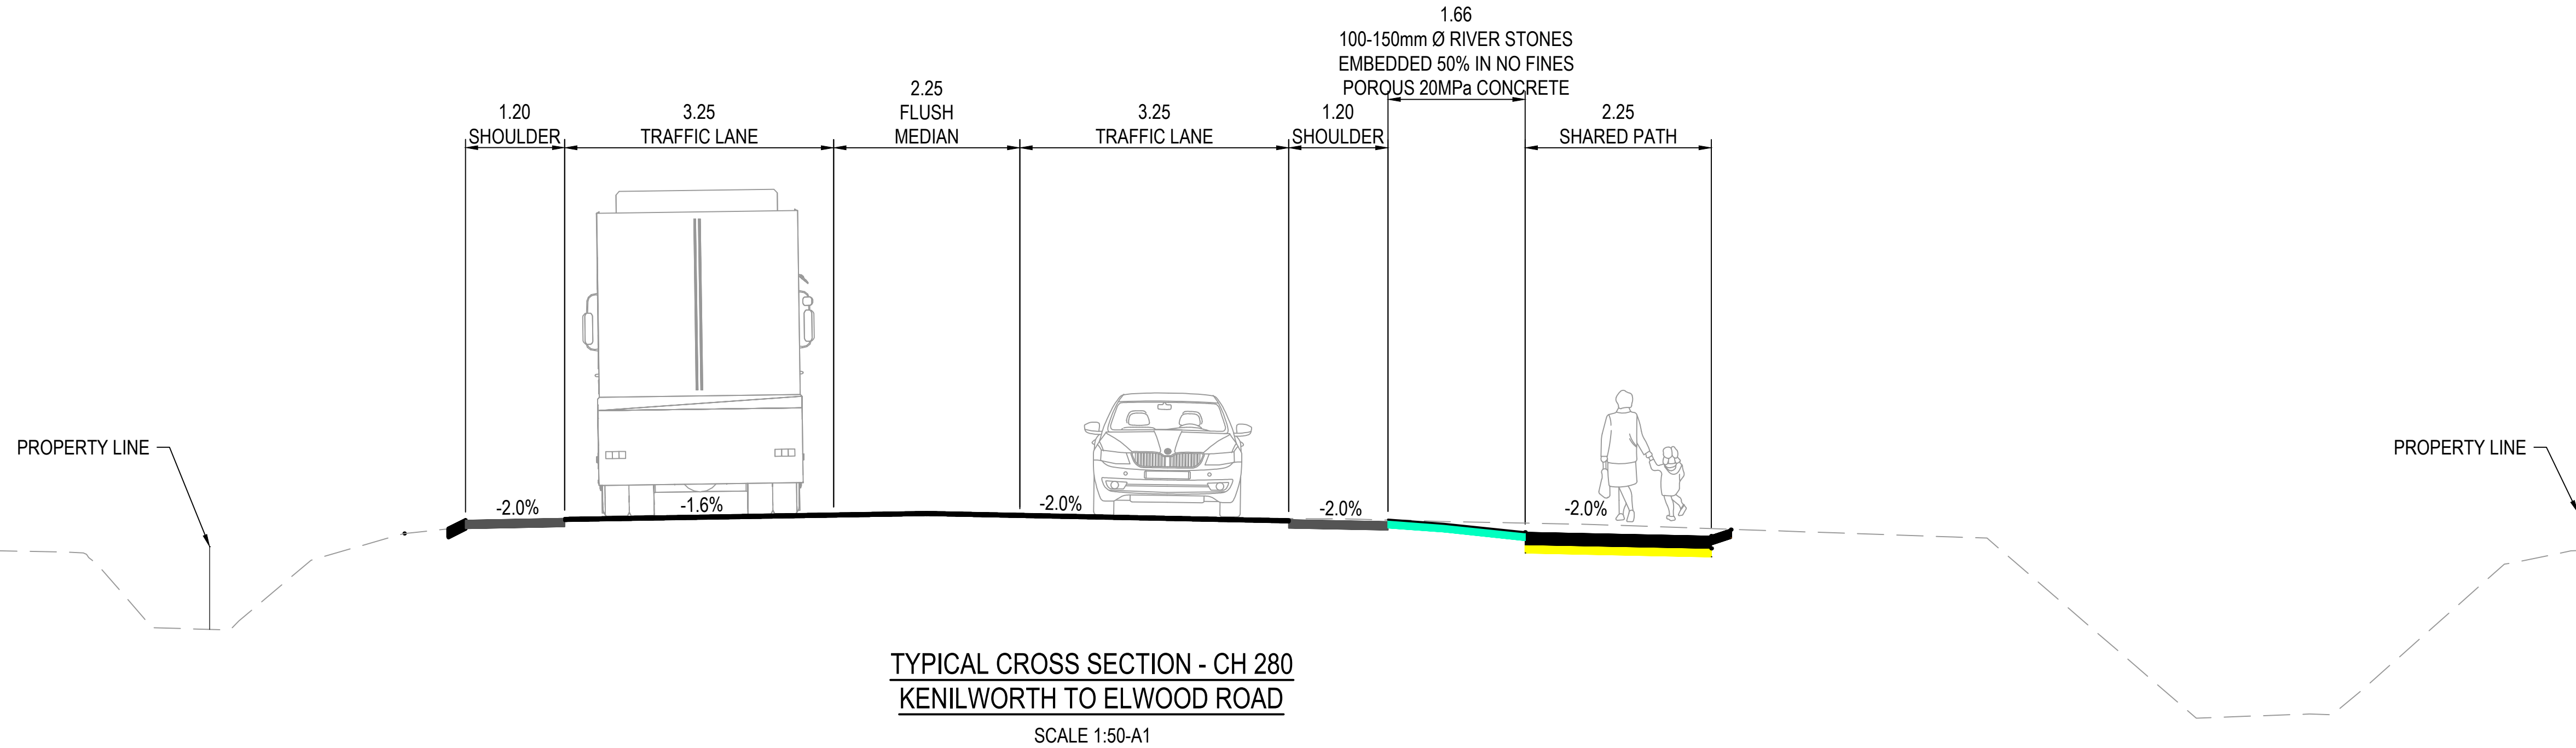 1.66
100-150mm Ø RIVER STONES
EMBEDDED 50% IN NO FINES
POROUS 20MPa CONCRETE
1.20
SHOULDER
3.25
TRAFFIC LANE
2.25
FLUSH
MEDIAN
3.25
TRAFFIC LANE
1.20
SHOULDER
2.25
SHARED PATH
PROPERTY LINE
PROPERTY LINE
-2.0%
-1.6%
-2.0%
-2.0%
-2.0%
TYPICAL CROSS SECTION - CH 280
KENILWORTH TO ELWOOD ROAD
SCALE 1:50-A1